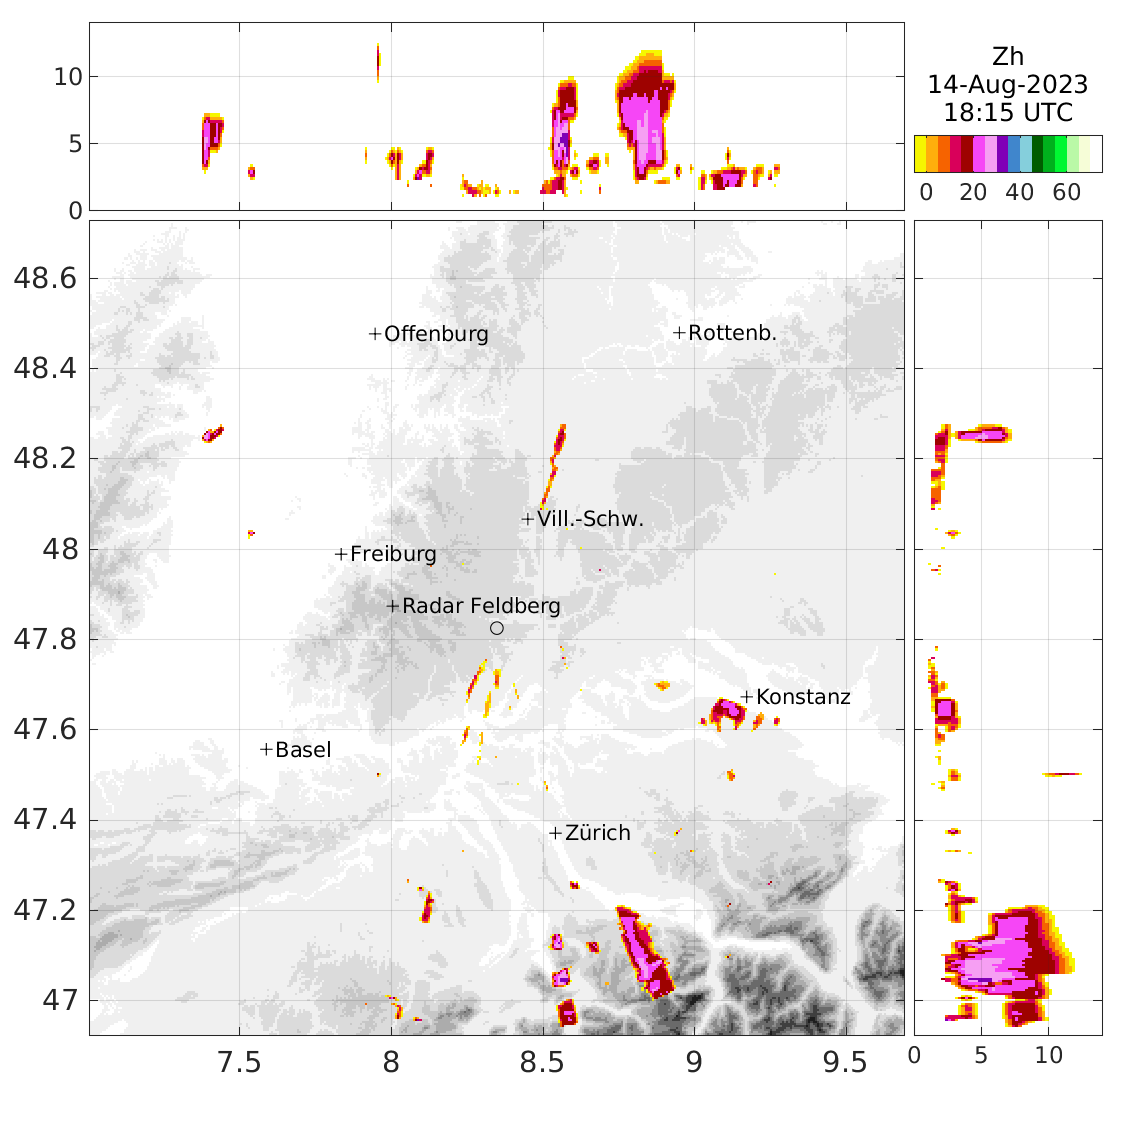 10
5
0
Zh
14-Aug-2023
18:15 UTC
0 20 40 60
48.6
48.4
48.2
48
47.8
47.6
47.4
47.2
47
+Offenburg
+Rottenb.
+Vill.-Schw.
+Freiburg
+Radar Feldberg
+Konstanz
+Basel
+Zürich
7.5 8 8.5 9 9.5
0 5 10